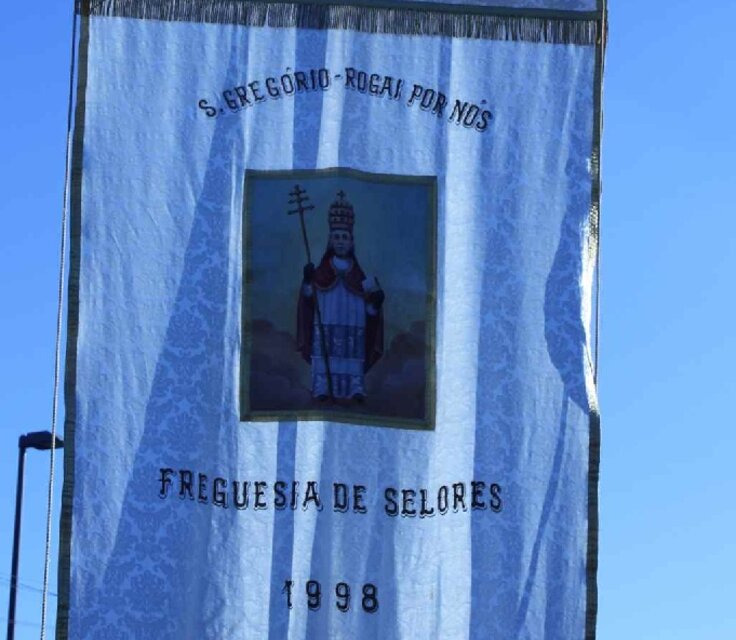 S. GREGÓRIO - ROGAI POR NÓS
FREGUESIA DE SELORES
1998